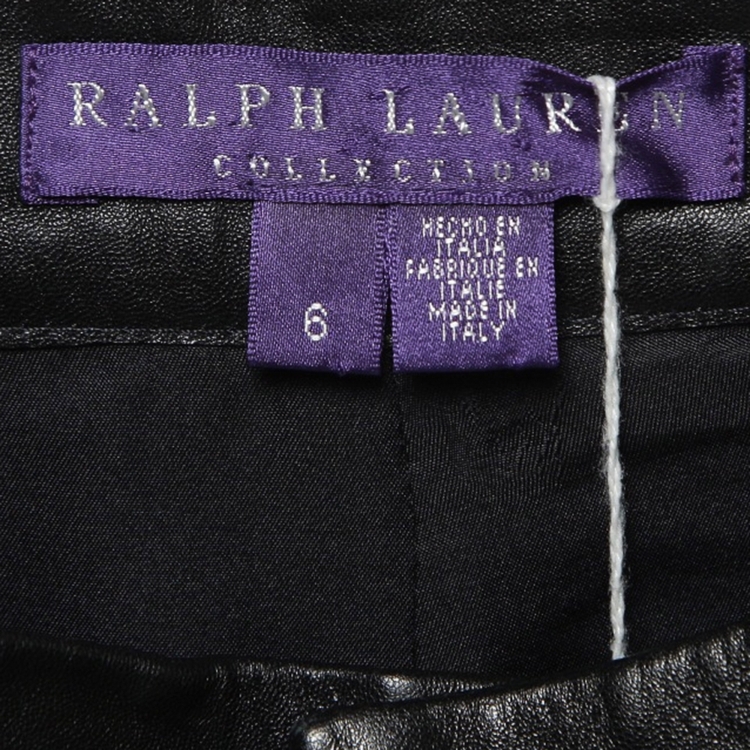 RALPH LAUREN
COLLECTION
6
HECHO EN
ITALIA
FABRIQUE EN
ITALIE
MADE IN
ITALY